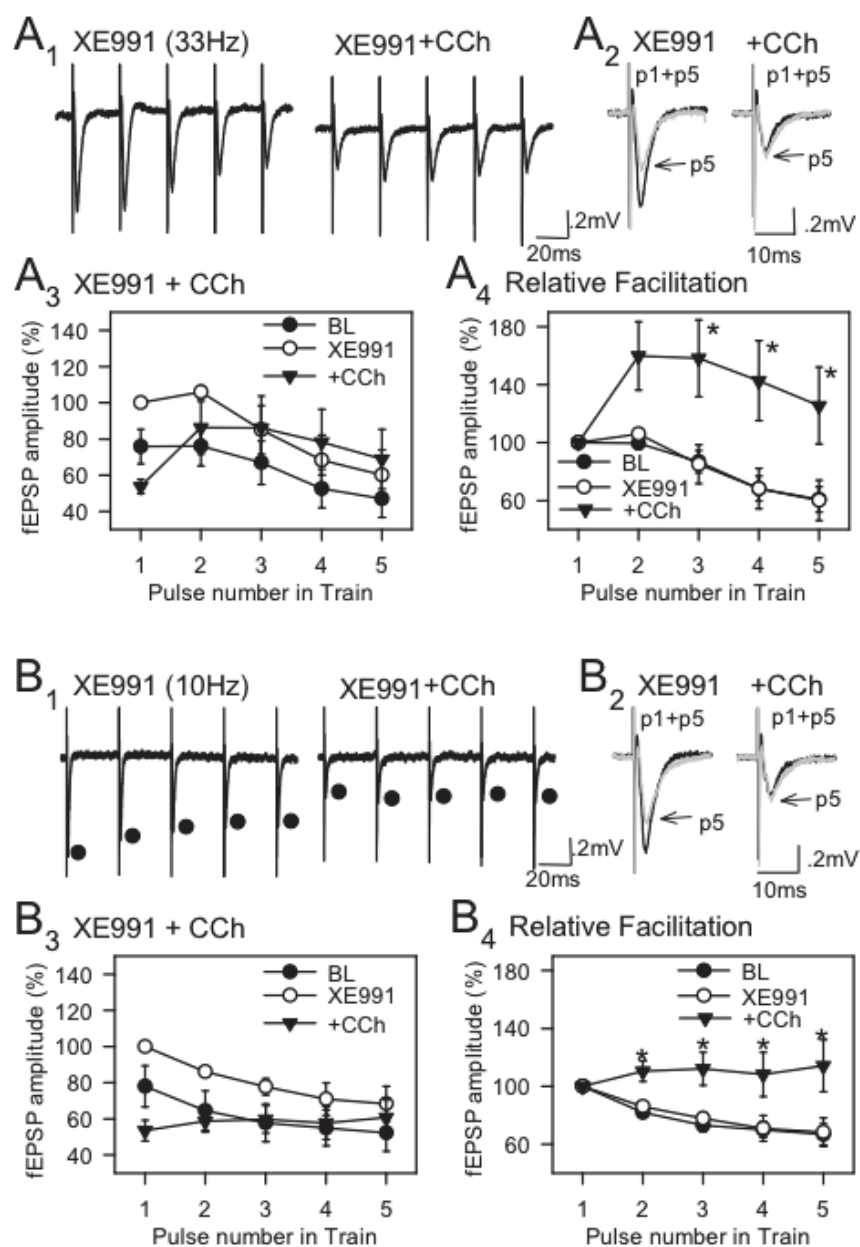 A1 XE991 (33Hz) XE991+CCh A2 XE991 +CCh
p1+p5 p1+p5
p5 p5
.2mV .2mV
20ms 10ms
A3 XE991 + CCh A4 Relative Facilitation
fEPSP amplitude (%)
140
120
100
80
60
40
BL
XE991
+CCh
1 2 3 4 5
Pulse number in Train
fEPSP amplitude (%)
180
140
100
60
* * *
BL
XE991
+CCh
1 2 3 4 5
Pulse number in Train
B1 XE991 (10Hz) XE991+CCh B2 XE991 +CCh
p1+p5 p1+p5
p5 p5
.2mV .2mV
20ms 10ms
B3 XE991 + CCh B4 Relative Facilitation
fEPSP amplitude (%)
140
120
100
80
60
40
BL
XE991
+CCh
1 2 3 4 5
Pulse number in Train
fEPSP amplitude (%)
180
140
100
60
BL
XE991
+CCh
* * * *
1 2 3 4 5
Pulse number in Train